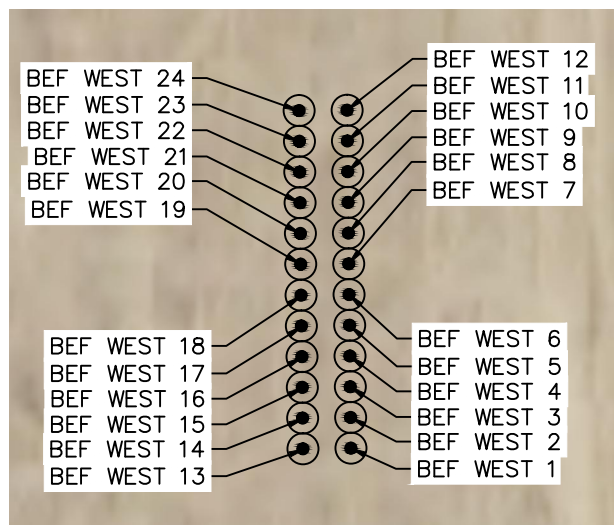 BEF WEST 24
BEF WEST 23
BEF WEST 22
BEF WEST 21
BEF WEST 20
BEF WEST 19
BEF WEST 18
BEF WEST 17
BEF WEST 16
BEF WEST 15
BEF WEST 14
BEF WEST 13
BEF WEST 12
BEF WEST 11
BEF WEST 10
BEF WEST 9
BEF WEST 8
BEF WEST 7
BEF WEST 6
BEF WEST 5
BEF WEST 4
BEF WEST 3
BEF WEST 2
BEF WEST 1